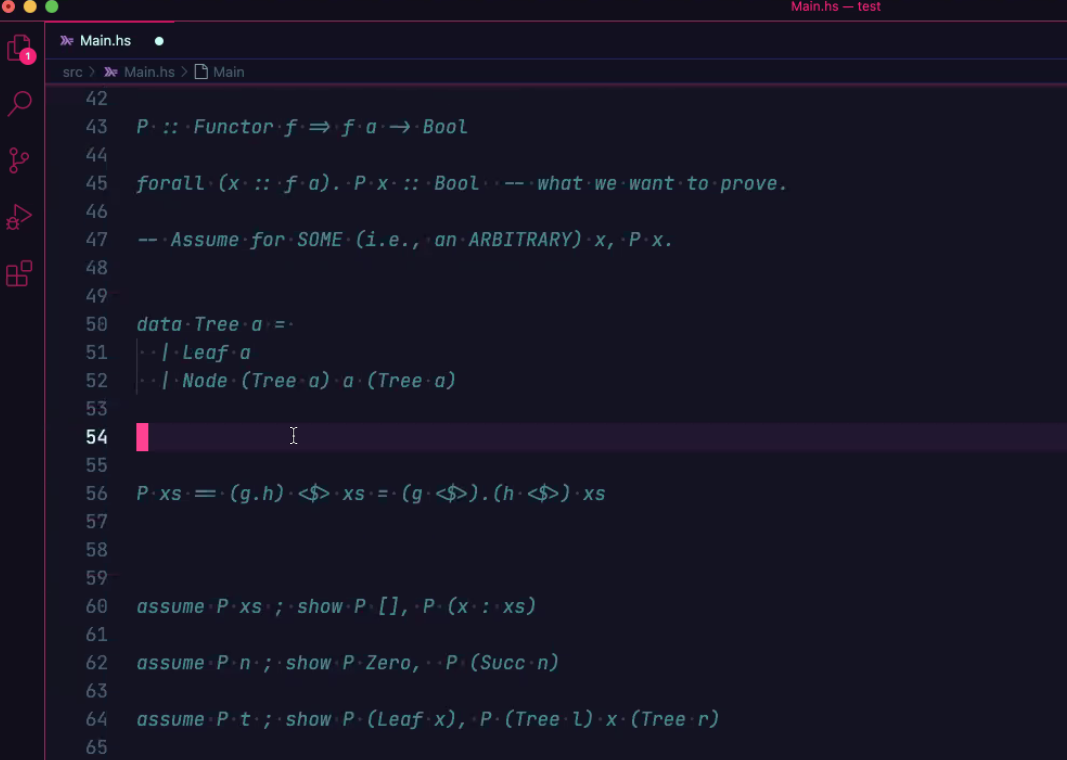 Main.hs — test
Main.hs
1
src > Main.hs > Main
42
43 P :: Functor f => f a -> Bool
44
45 forall (x :: f a). P x :: Bool  -- what we want to prove.
46
47 -- Assume for SOME (i.e., an ARBITRARY) x, P x.
48
49
50 data Tree a =
51   | Leaf a
52   | Node (Tree a) a (Tree a)
53
54
55
56 P xs == (g.h) <$> xs = (g <$>).(h <$>) xs
57
58
59
60 assume P xs ; show P [], P (x : xs)
61
62 assume P n ; show P Zero,  P (Succ n)
63
64 assume P t ; show P (Leaf x), P (Tree l) x (Tree r)
65